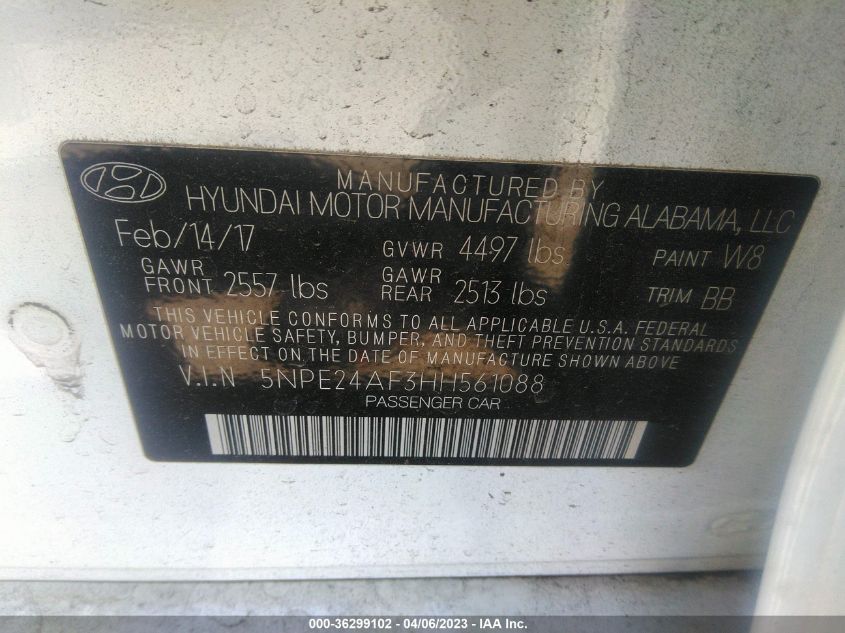 MANUFACTURED BY
HYUNDAI MOTOR MANUFACTURING ALABAMA, LLC
Feb/14/17 GVWR 4497 lbs PAINT W8
GAWR FRONT 2557 lbs GAWR REAR 2513 lbs TRIM BB
THIS VEHICLE CONFORMS TO ALL APPLICABLE U.S.A. FEDERAL
MOTOR VEHICLE SAFETY, BUMPER, AND THEFT PREVENTION STANDARDS
IN EFFECT ON THE DATE OF MANUFACTURE SHOWN ABOVE
V.I.N 5NPE24AF3HH561088
PASSENGER CAR
000-36299102 - 04/06/2023 - IAA Inc.